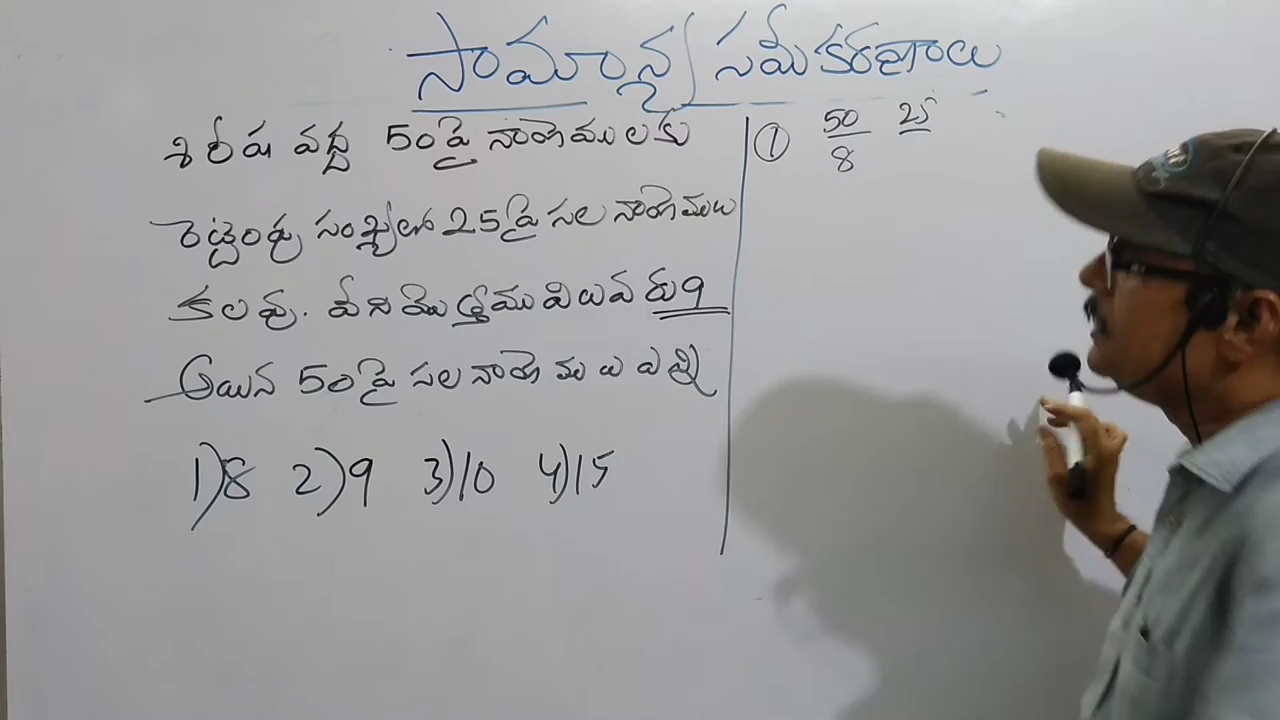 సామాన్య సమీకరణాలు
శిరీష వద్ద 50పై నాణెములకు
రెట్టింపు సంఖ్యలో 25పై సల నాణెములు
కలవు. వీని మొత్తము విలువ రు9
అయిన 50పై సల నాణెములు ఎన్ని
1)8 2)9 3)10 4)15
① 50 25
8